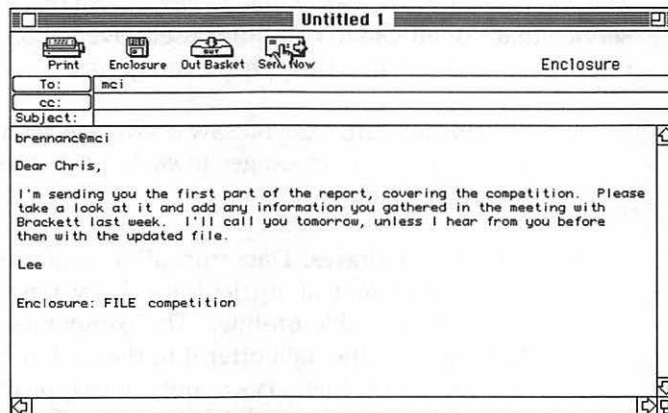 Untitled 1
Print Enclosure Out Basket Send Now Enclosure
To: mci
cc:
Subject:
brennanc@mci
Dear Chris,
I'm sending you the first part of the report, covering the competition. Please
take a look at it and add any information you gathered in the meeting with
Brackett last week. I'll call you tomorrow, unless I hear from you before
then with the updated file.
Lee
Enclosure: FILE competition